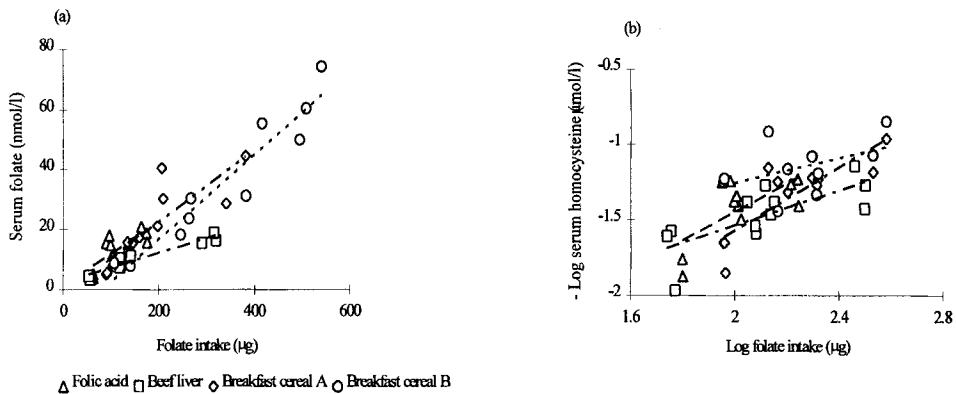 (a)
80
60
40
20
0
Serum folate (nmol/l)
0 200 400 600
Folate intake (µg)
(b)
-0.5
-1
-1.5
-2
- Log serum homocysteine (µmol/l)
1.6 2 2.4 2.8
Log folate intake (µg)
Folic acid Beef liver Breakfast cereal A Breakfast cereal B